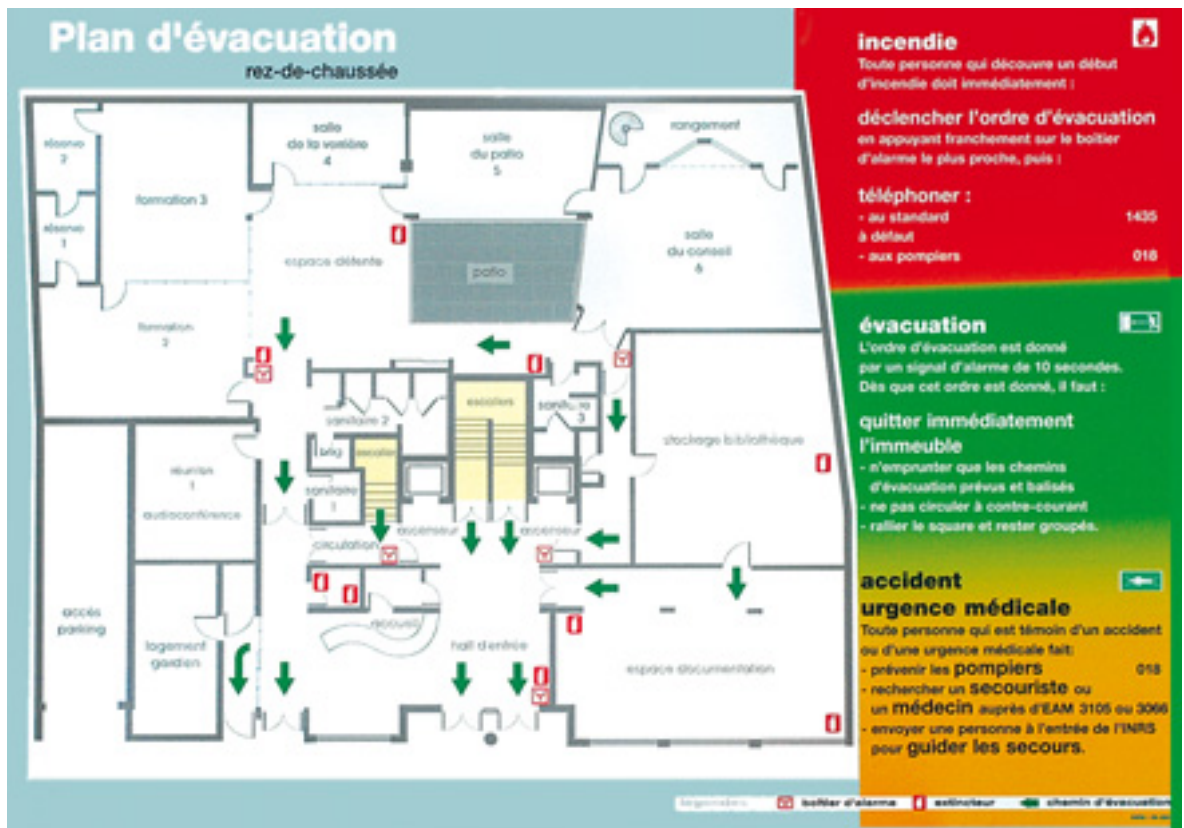 Plan d'évacuation
rez-de-chaussée
réserve
2
formation 3
salle
de la verrière
4
salle
du patio
5
rangement
réserve
1
espace détente
patio
salle
du conseil
6
formation
2
escaliers
sanitaire 2
sanitaire
3
stockage bibliothèque
réunion
1
audioconférence
escalier
sanitaire
1
ascenseur
ascenseur
circulation
accès
parking
logement
gardien
accueil
hall d'entrée
espace documentation
incendie
Toute personne qui découvre un début
d'incendie doit immédiatement :
déclencher l'ordre d'évacuation
en appuyant franchement sur le boîtier
d'alarme le plus proche, puis :
téléphoner :
- au standard 1435
à défaut
- aux pompiers 018
évacuation
L'ordre d'évacuation est donné
par un signal d'alarme de 10 secondes.
Dès que cet ordre est donné, il faut :
quitter immédiatement
l'immeuble
- n'emprunter que les chemins
d'évacuation prévus et balisés
- ne pas circuler à contre-courant
- rallier le square et rester groupés.
accident
urgence médicale
Toute personne qui est témoin d'un accident
ou d'une urgence médicale fait:
- prévenir les pompiers 018
- rechercher un secouriste ou
un médecin auprès d'EAM 3105 ou 3066
- envoyer une personne à l'entrée de l'INRS
pour guider les secours.
boîtier d'alarme extincteur chemin d'évacuation